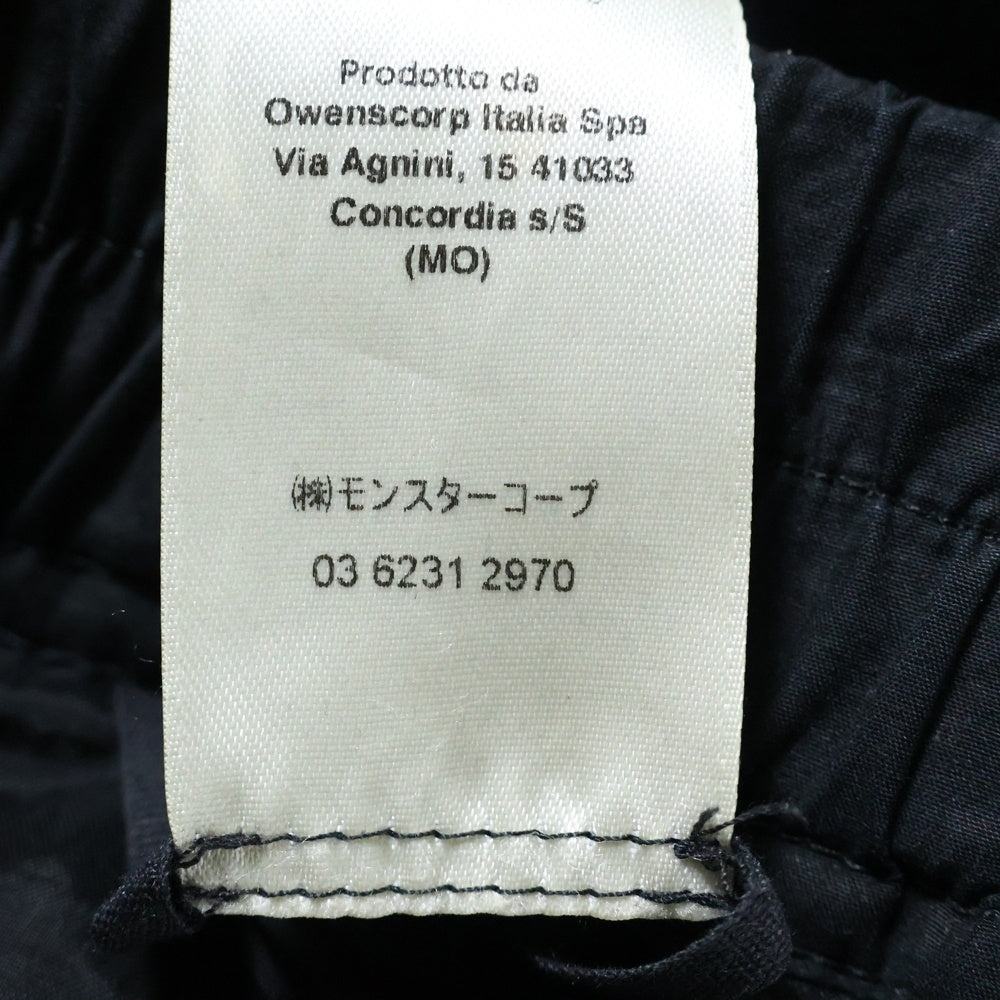 Prodotto da
Owenscorp Italia Spa
Via Agnini, 15 41033
Concordia s/S
(MO)
㈱モンスターコープ
03 6231 2970